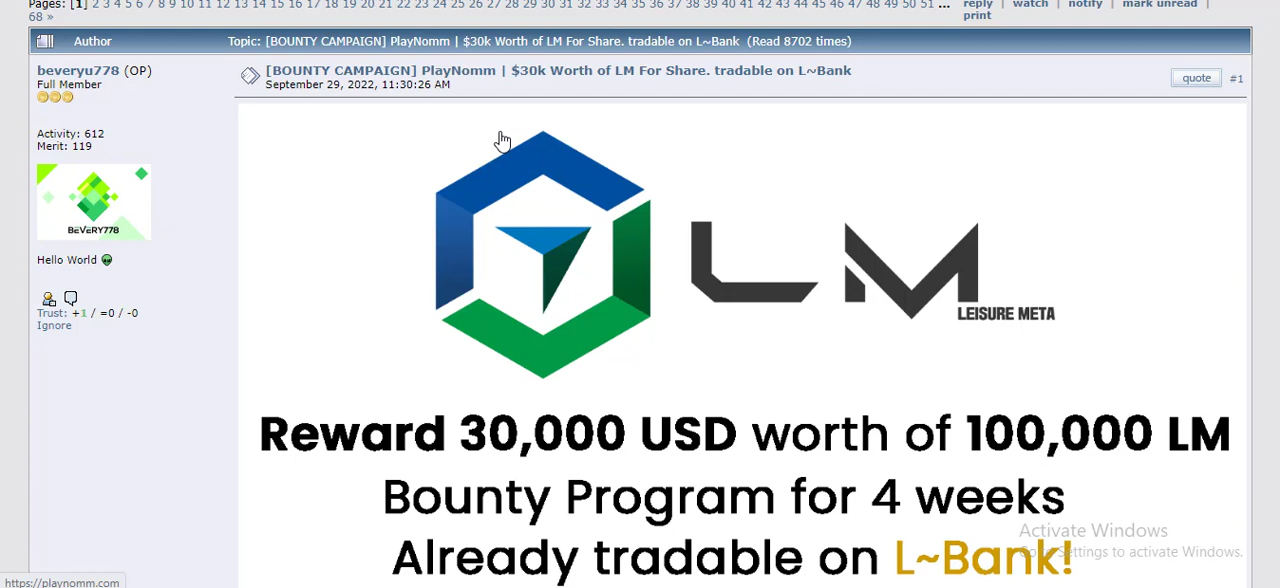 Pages: [1] 2 3 4 5 6 7 8 9 10 11 12 13 14 15 16 17 18 19 20 21 22 23 24 25 26 27 28 29 30 31 32 33 34 35 36 37 38 39 40 41 42 43 44 45 46 47 48 49 50 51 ...
68 »
reply | watch | notify | mark unread |
print
Author
Topic: [BOUNTY CAMPAIGN] PlayNomm | $30k Worth of LM For Share. tradable on L~Bank (Read 8702 times)
beveryu778 (OP)
Full Member
Activity: 612
Merit: 119
BEVERY778
Hello World
Trust: +1 / =0 / -0
Ignore
[BOUNTY CAMPAIGN] PlayNomm | $30k Worth of LM For Share. tradable on L~Bank
September 29, 2022, 11:30:26 AM
quote
#1
LM
LEISURE META
Reward 30,000 USD worth of 100,000 LM
Bounty Program for 4 weeks
Already tradable on L~Bank!
Activate Windows
Settings to activate Windows.
https://playnomm.com